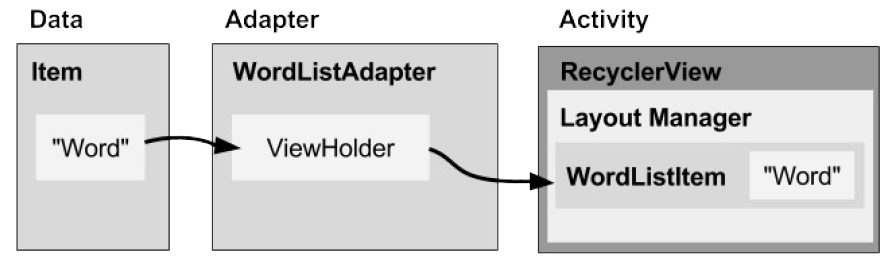 Data
Adapter
Activity
Item
"Word"
WordListAdapter
ViewHolder
RecyclerView
Layout Manager
WordListItem
"Word"